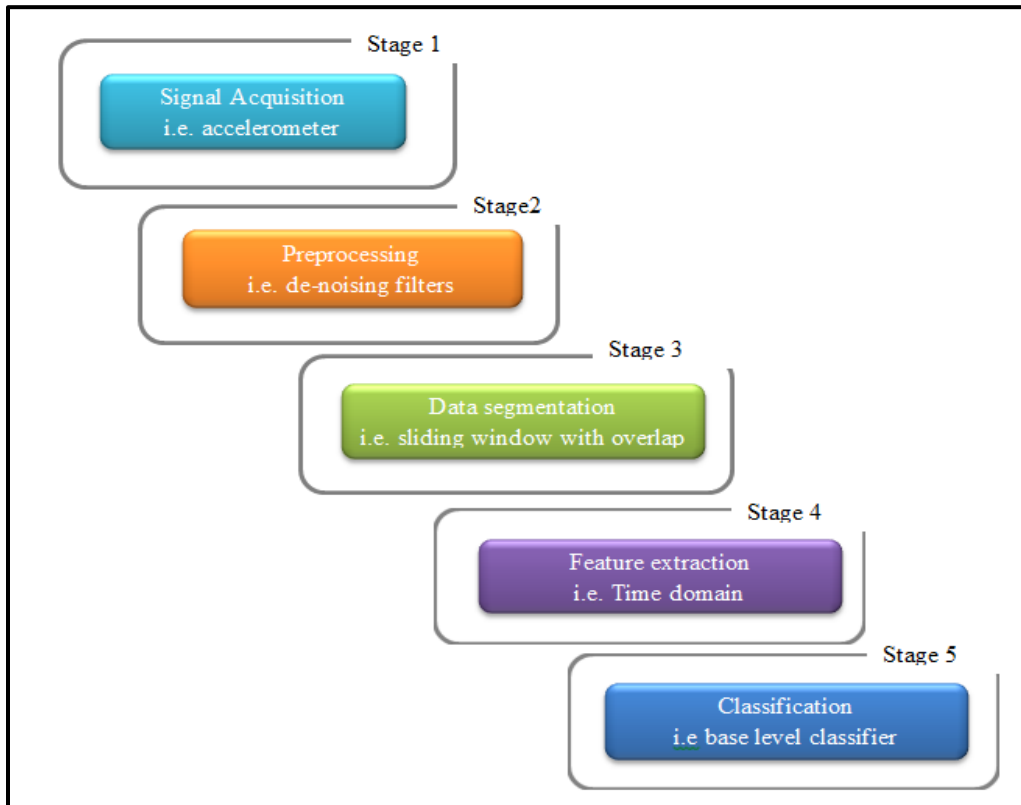 Stage 1
Signal Acquisition
i.e. accelerometer
Stage2
Preprocessing
i.e. de-noising filters
Stage 3
Data segmentation
i.e. sliding window with overlap
Stage 4
Feature extraction
i.e. Time domain
Stage 5
Classification
i.e base level classifier